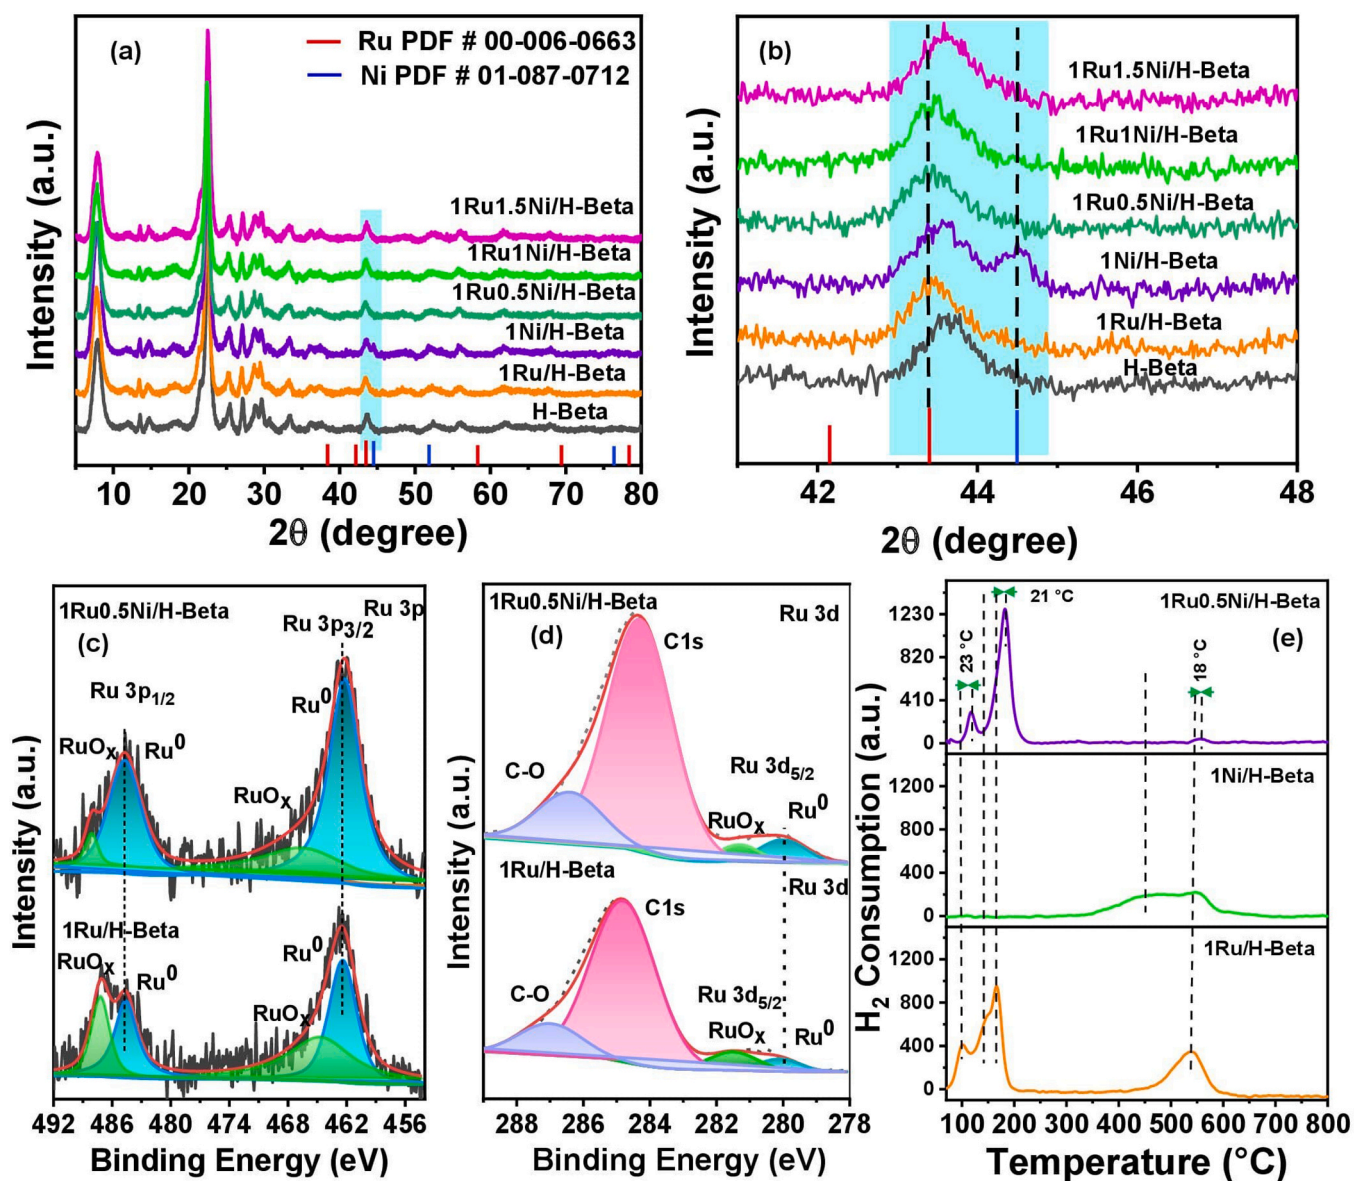 (a)
Ru PDF # 00-006-0663
Ni PDF # 01-087-0712
1Ru1.5Ni/H-Beta
1Ru1Ni/H-Beta
1Ru0.5Ni/H-Beta
1Ni/H-Beta
1Ru/H-Beta
H-Beta
Intensity (a.u.)
10 20 30 40 50 60 70 80
2θ (degree)
(b)
1Ru1.5Ni/H-Beta
1Ru1Ni/H-Beta
1Ru0.5Ni/H-Beta
1Ni/H-Beta
1Ru/H-Beta
H-Beta
Intensity (a.u.)
42 44 46 48
2θ (degree)
1Ru0.5Ni/H-Beta
Ru 3p
(c)
Ru 3p3/2
Ru 3p1/2
Ru0
RuOx
Ru0
RuOx
1Ru/H-Beta
Ru0
RuOx
Ru0
RuOx
Intensity (a.u.)
492 486 480 474 468 462 456
Binding Energy (eV)
1Ru0.5Ni/H-Beta
Ru 3d
(d)
C1s
C-O
Ru 3d5/2
RuOx
Ru0
1Ru/H-Beta
Ru 3d
C1s
C-O
Ru 3d5/2
RuOx
Ru0
Intensity (a.u.)
288 286 284 282 280 278
Binding Energy (eV)
21 °C
1Ru0.5Ni/H-Beta
(e)
23 °C
18 °C
1230
820
410
0
1Ni/H-Beta
1200
800
400
0
1Ru/H-Beta
1200
800
400
0
H2 Consumption (a.u.)
100 200 300 400 500 600 700 800
Temperature (°C)